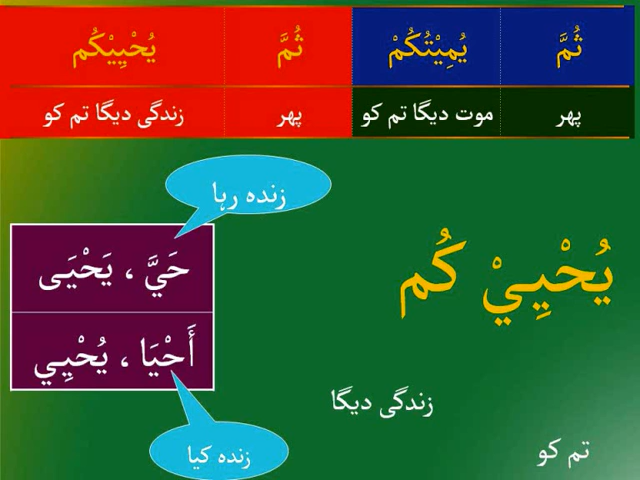 ثُمَّ يُمِيْتُكُمْ ثُمَّ يُحْيِيْكُم
پھر موت دیگا تم کو پھر زندگی دیگا تم کو
زندہ رہا
حَيَّ ، يَحْيَى
يُحْيِيْ كُم
أَحْيَا ، يُحْيِي
زندگی دیگا
تم کو
زندہ کیا